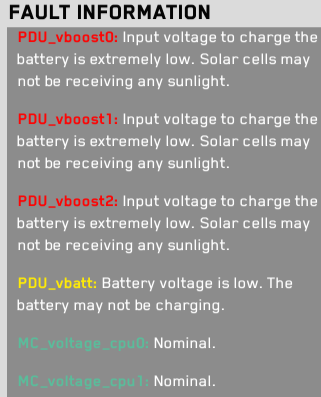 FAULT INFORMATION
PDU_vboost0: Input voltage to charge the
battery is extremely low. Solar cells may
not be receiving any sunlight.
PDU_vboost1: Input voltage to charge the
battery is extremely low. Solar cells may
not be receiving any sunlight.
PDU_vboost2: Input voltage to charge the
battery is extremely low. Solar cells may
not be receiving any sunlight.
PDU_vbatt: Battery voltage is low. The
battery may not be charging.
MC_voltage_cpu0: Nominal.
MC_voltage_cpu1: Nominal.